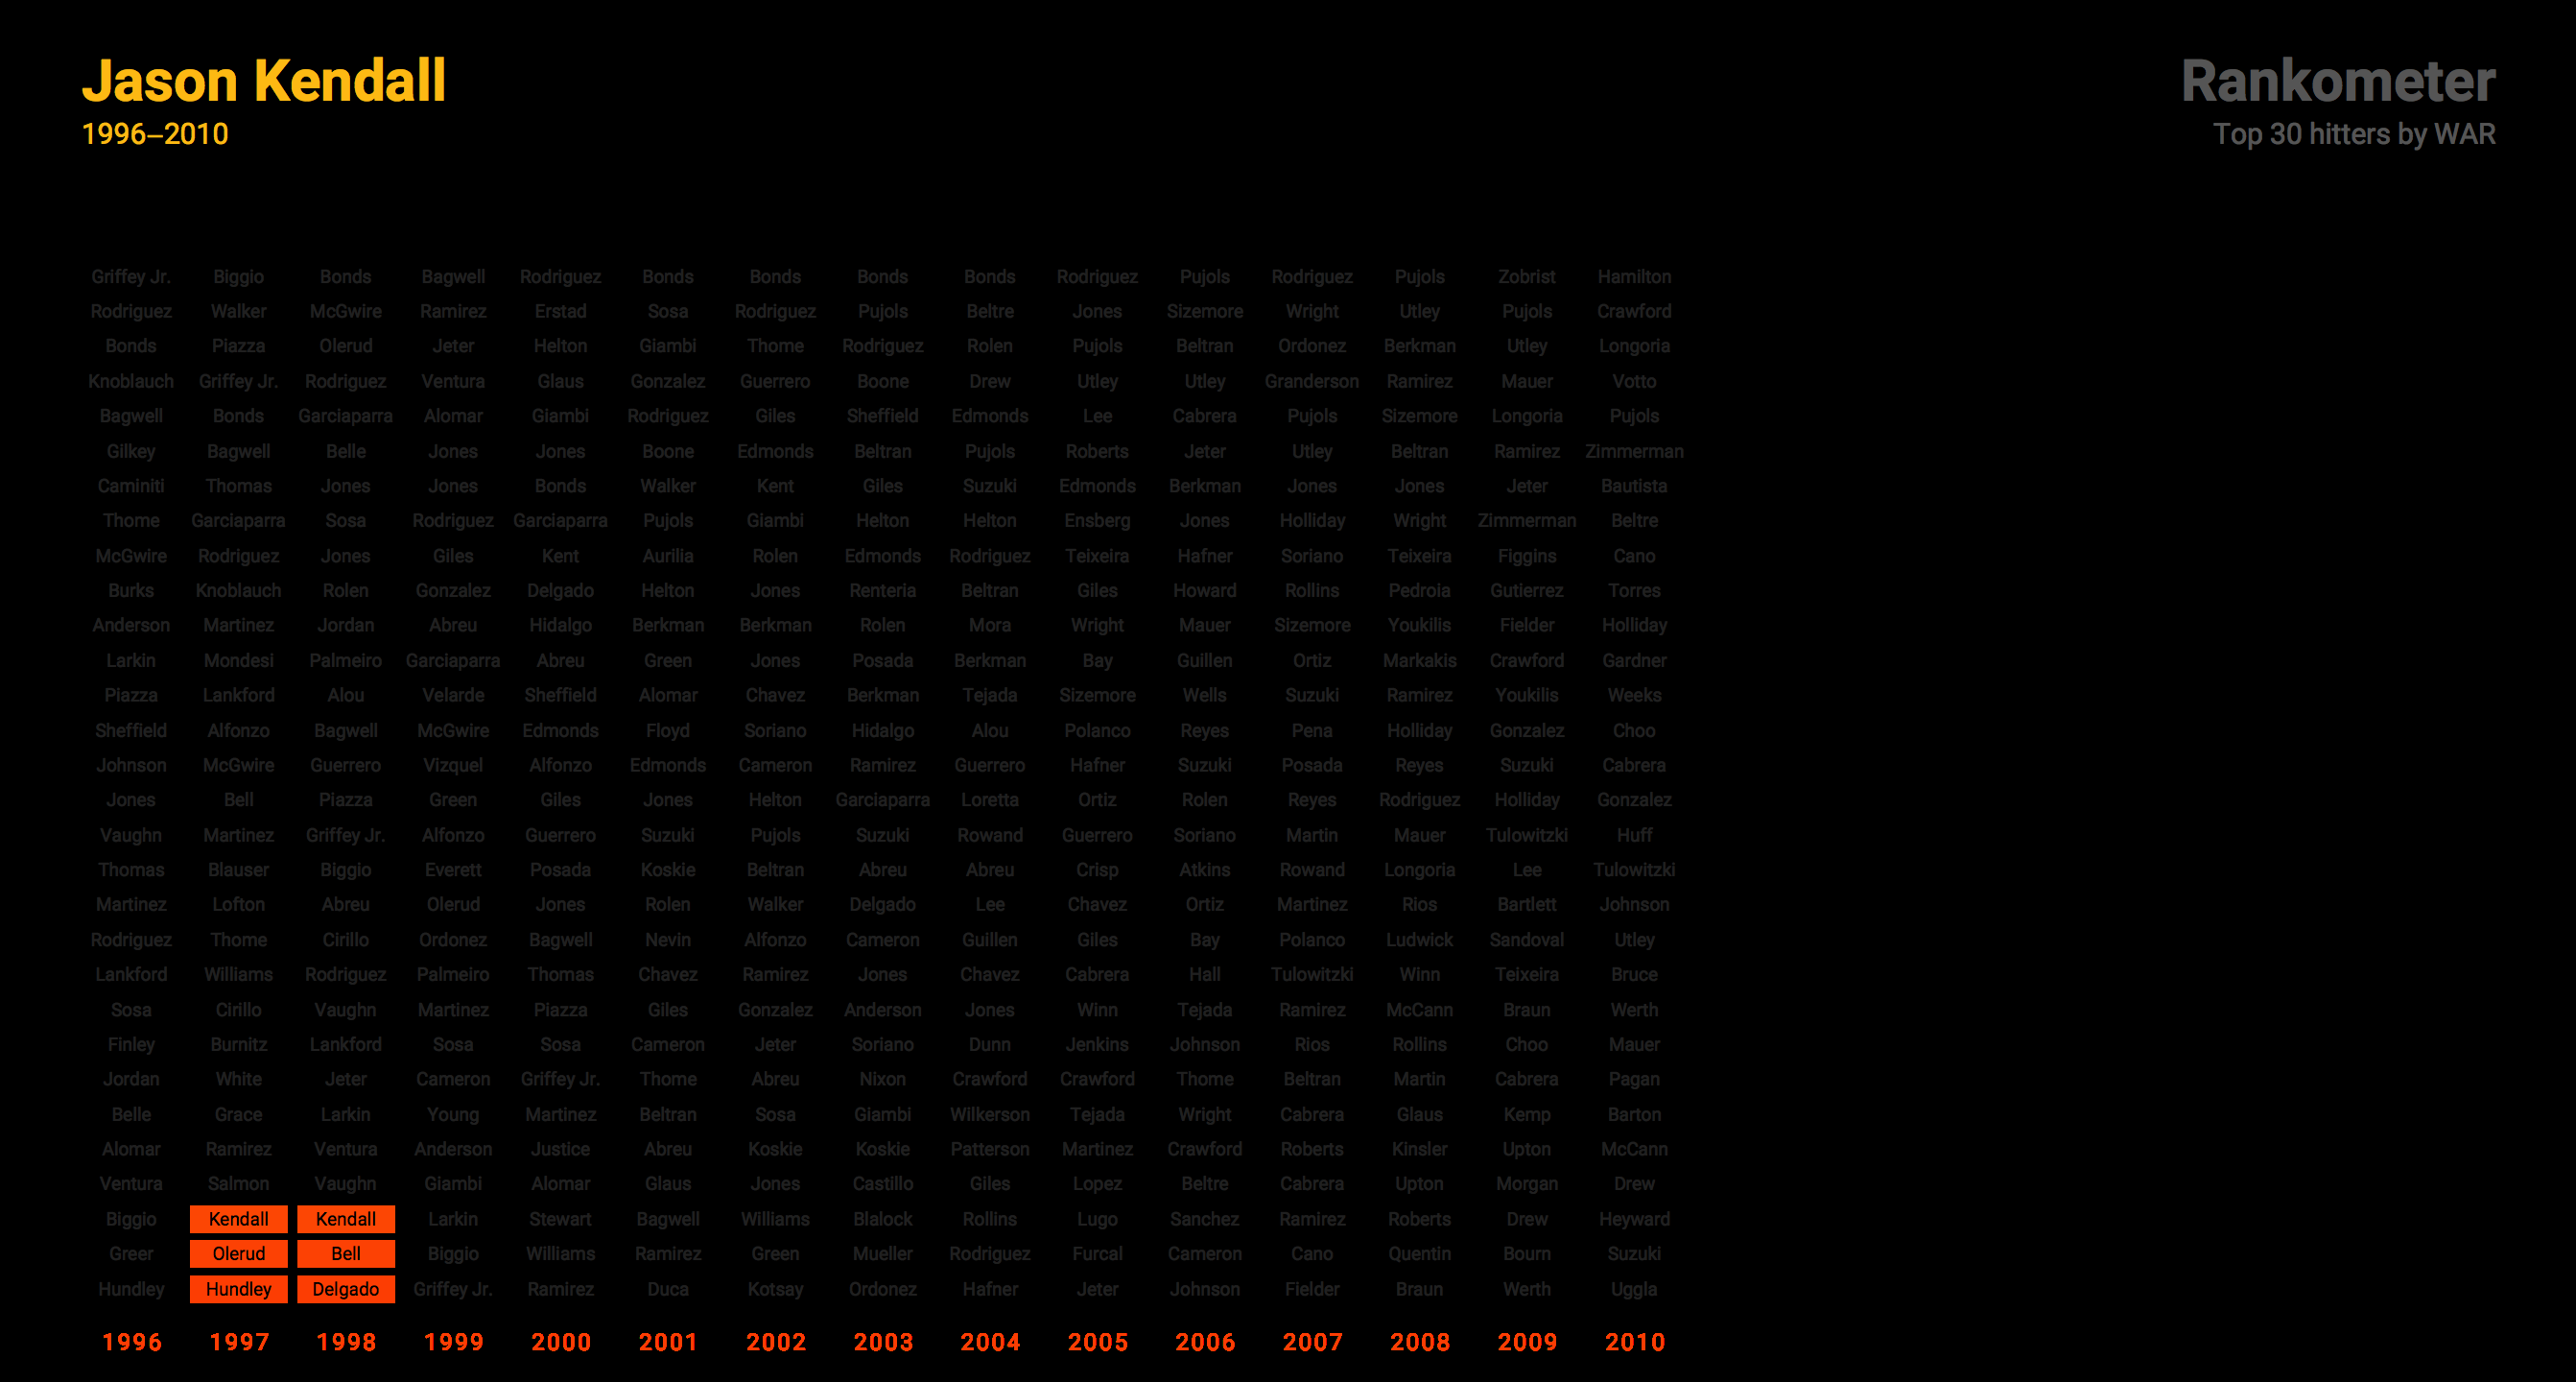 Jason Kendall
1996–2010
Rankometer
Top 30 hitters by WAR
Griffey Jr. Biggio Bonds Bagwell Rodriguez Bonds Bonds Bonds Bonds Rodriguez Pujols Rodriguez Pujols Zobrist Hamilton
Rodriguez Walker McGwire Ramirez Erstad Sosa Rodriguez Pujols Beltre Jones Sizemore Wright Utley Pujols Crawford
Bonds Piazza Olerud Jeter Helton Giambi Thome Rodriguez Rolen Pujols Beltran Ordonez Berkman Utley Longoria
Knoblauch Griffey Jr. Rodriguez Ventura Glaus Gonzalez Guerrero Boone Drew Utley Utley Granderson Ramirez Mauer Votto
Bagwell Bonds Garciaparra Alomar Giambi Rodriguez Giles Sheffield Edmonds Lee Cabrera Pujols Sizemore Longoria Pujols
Gilkey Bagwell Belle Jones Jones Boone Edmonds Beltran Pujols Roberts Jeter Utley Beltran Ramirez Zimmerman
Caminiti Thomas Jones Jones Bonds Walker Kent Giles Suzuki Edmonds Berkman Jones Jones Jeter Bautista
Thome Garciaparra Sosa Rodriguez Garciaparra Pujols Giambi Helton Helton Ensberg Jones Holliday Wright Zimmerman Beltre
McGwire Rodriguez Jones Giles Kent Aurilia Rolen Edmonds Rodriguez Teixeira Hafner Soriano Teixeira Figgins Cano
Burks Knoblauch Rolen Gonzalez Delgado Helton Jones Renteria Beltran Giles Howard Rollins Pedroia Gutierrez Torres
Anderson Martinez Jordan Abreu Hidalgo Berkman Berkman Rolen Mora Wright Mauer Sizemore Youkilis Fielder Holliday
Larkin Mondesi Palmeiro Garciaparra Abreu Green Jones Posada Berkman Bay Guillen Ortiz Markakis Crawford Gardner
Piazza Lankford Alou Velarde Sheffield Alomar Chavez Berkman Tejada Sizemore Wells Suzuki Ramirez Youkilis Weeks
Sheffield Alfonzo Bagwell McGwire Edmonds Floyd Soriano Hidalgo Alou Polanco Reyes Pena Holliday Gonzalez Choo
Johnson McGwire Guerrero Vizquel Alfonzo Edmonds Cameron Ramirez Guerrero Hafner Suzuki Posada Reyes Suzuki Cabrera
Jones Bell Piazza Green Giles Jones Helton Garciaparra Loretta Ortiz Rolen Reyes Rodriguez Holliday Gonzalez
Vaughn Martinez Griffey Jr. Alfonzo Guerrero Suzuki Pujols Suzuki Rowand Guerrero Soriano Martin Mauer Tulowitzki Huff
Thomas Blauser Biggio Everett Posada Koskie Beltran Abreu Abreu Crisp Atkins Rowand Longoria Lee Tulowitzki
Martinez Lofton Abreu Olerud Jones Rolen Walker Delgado Lee Chavez Ortiz Martinez Rios Bartlett Johnson
Rodriguez Thome Cirillo Ordonez Bagwell Nevin Alfonzo Cameron Guillen Giles Bay Polanco Ludwick Sandoval Utley
Lankford Williams Rodriguez Palmeiro Thomas Chavez Ramirez Jones Chavez Cabrera Hall Tulowitzki Winn Teixeira Bruce
Sosa Cirillo Vaughn Martinez Piazza Giles Gonzalez Anderson Jones Winn Tejada Ramirez McCann Braun Werth
Finley Burnitz Lankford Sosa Sosa Cameron Jeter Soriano Dunn Jenkins Johnson Rios Rollins Choo Mauer
Jordan White Jeter Cameron Griffey Jr. Thome Abreu Nixon Crawford Crawford Thome Beltran Martin Cabrera Pagan
Belle Grace Larkin Young Martinez Beltran Sosa Giambi Wilkerson Tejada Wright Cabrera Glaus Kemp Barton
Alomar Ramirez Ventura Anderson Justice Abreu Koskie Koskie Patterson Martinez Crawford Roberts Kinsler Upton McCann
Ventura Salmon Vaughn Giambi Alomar Glaus Jones Castillo Giles Lopez Beltre Cabrera Upton Morgan Drew
Biggio Kendall Kendall Larkin Stewart Bagwell Williams Blalock Rollins Lugo Sanchez Ramirez Roberts Drew Heyward
Greer Olerud Bell Biggio Williams Ramirez Green Mueller Rodriguez Furcal Cameron Cano Quentin Bourn Suzuki
Hundley Hundley Delgado Griffey Jr. Ramirez Duca Kotsay Ordonez Hafner Jeter Johnson Fielder Braun Werth Uggla
1996 1997 1998 1999 2000 2001 2002 2003 2004 2005 2006 2007 2008 2009 2010